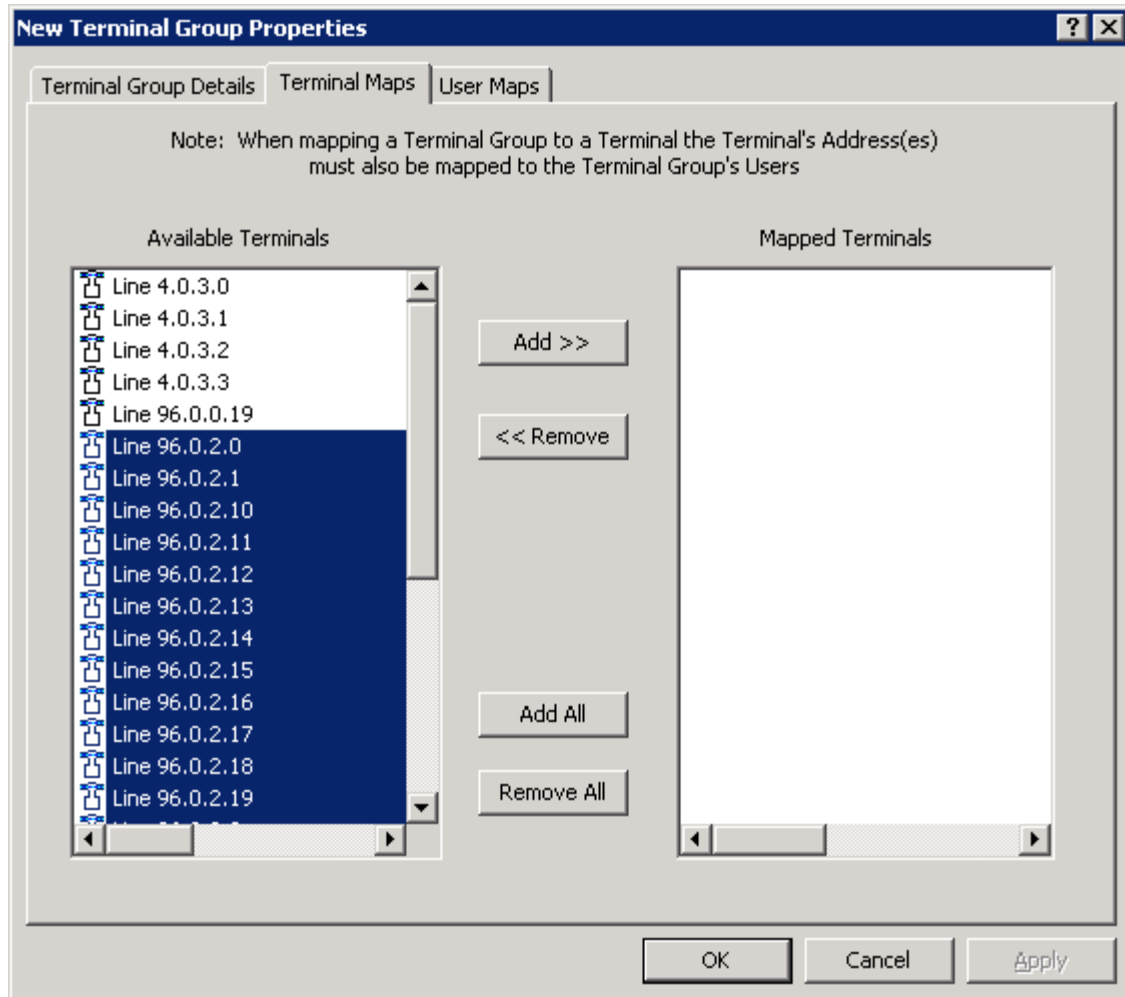 New Terminal Group Properties
Terminal Group Details
Terminal Maps
User Maps
Note: When mapping a Terminal Group to a Terminal the Terminal's Address(es)
must also be mapped to the Terminal Group's Users
Available Terminals
Mapped Terminals
Line 4.0.3.0
Line 4.0.3.1
Line 4.0.3.2
Line 4.0.3.3
Line 96.0.0.19
Line 96.0.2.0
Line 96.0.2.1
Line 96.0.2.10
Line 96.0.2.11
Line 96.0.2.12
Line 96.0.2.13
Line 96.0.2.14
Line 96.0.2.15
Line 96.0.2.16
Line 96.0.2.17
Line 96.0.2.18
Line 96.0.2.19
Add >>
<< Remove
Add All
Remove All
OK
Cancel
Apply